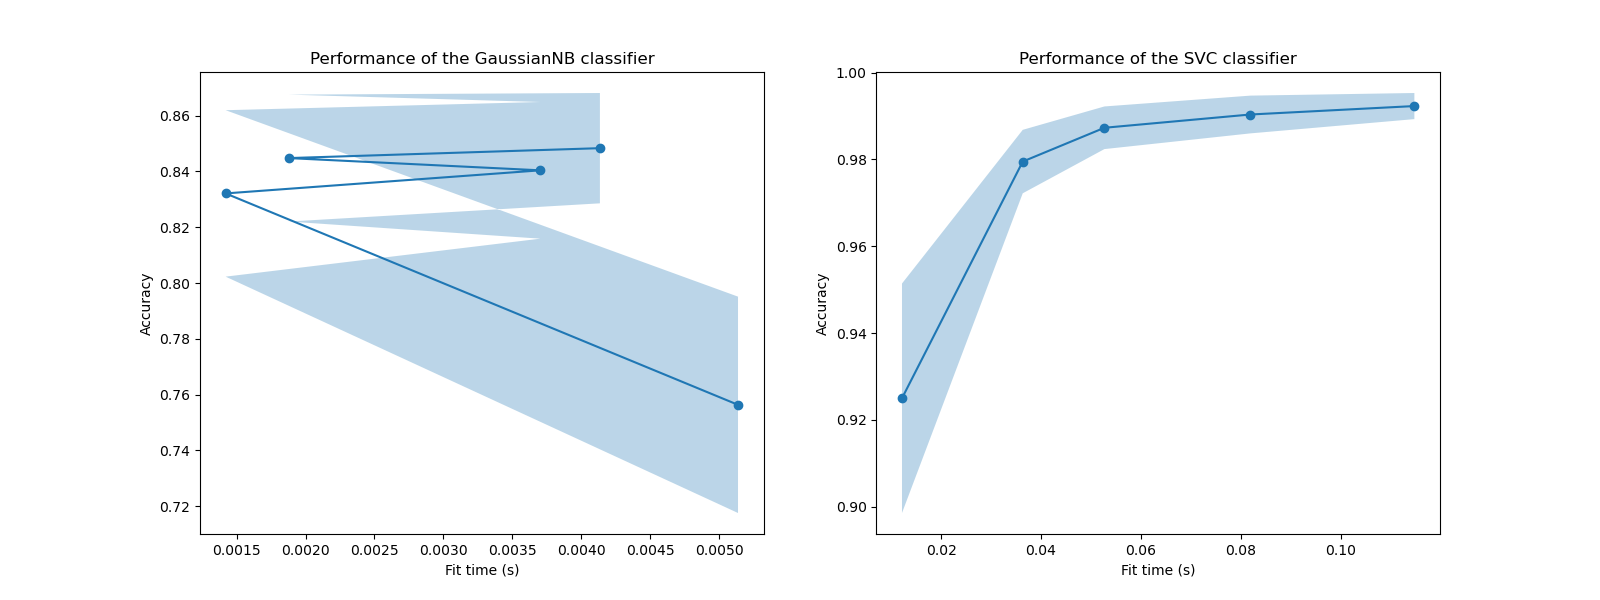 Performance of the GaussianNB classifier
Accuracy
0.86
0.84
0.82
0.80
0.78
0.76
0.74
0.72
0.0015 0.0020 0.0025 0.0030 0.0035 0.0040 0.0045 0.0050
Fit time (s)
Performance of the SVC classifier
Accuracy
1.00
0.98
0.96
0.94
0.92
0.90
0.02 0.04 0.06 0.08 0.10
Fit time (s)